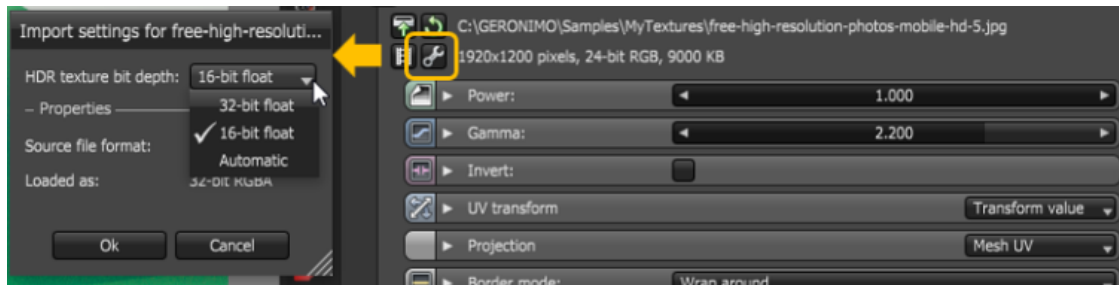 Import settings for free-high-resoluti...
HDR texture bit depth: 16-bit float
32-bit float
16-bit float
Automatic
Properties
Source file format:
Loaded as: 32-bit RGBA
Ok Cancel
C:\GERONIMO\Samples\MyTextures\free-high-resolution-photos-mobile-hd-5.jpg
1920x1200 pixels, 24-bit RGB, 9000 KB
Power: 1.000
Gamma: 2.200
Invert:
UV transform Transform value
Projection Mesh UV
Border mode: Wrap around